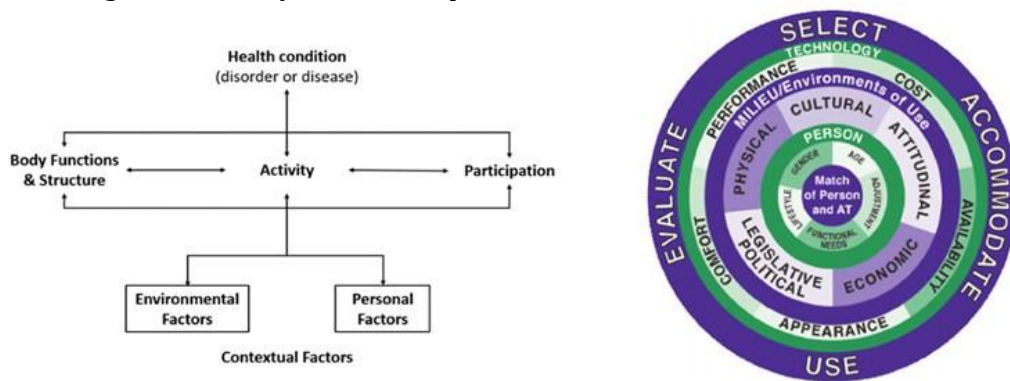 Health condition
(disorder or disease)
Body Functions
& Structure
Activity
Participation
Environmental
Factors
Personal
Factors
Contextual Factors
SELECT
TECHNOLOGY
PERFORMANCE
COST
MILIEU/Environments of Use
CULTURAL
PHYSICAL
ATTITUDINAL
PERSON
GENDER
AGE
EVALUATE
ACCOMMODATE
Match
of Person
and AT
LIFESTYLE
ADJUSTMENT
FUNCTIONAL
NEEDS
LEGISLATIVE
POLITICAL
ECONOMIC
COMFORT
AVAILABILITY
APPEARANCE
USE